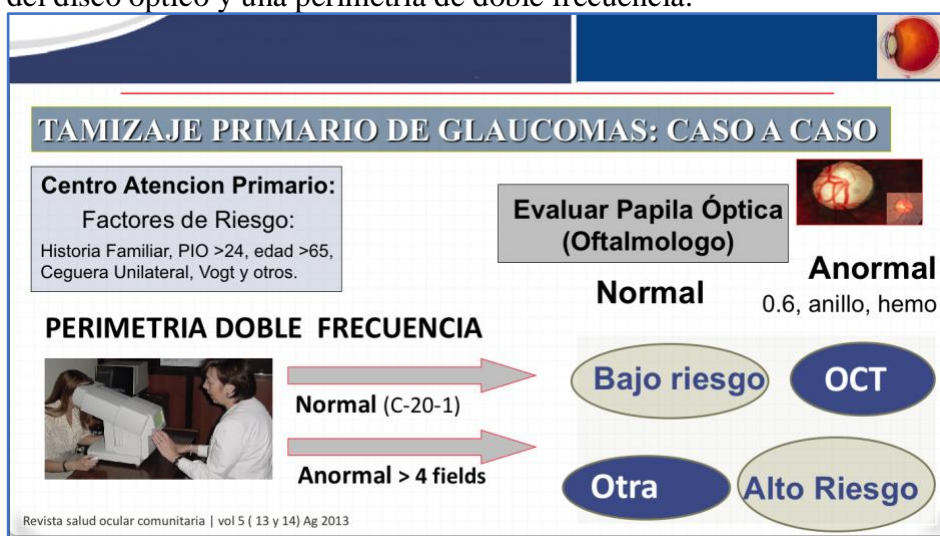 del disco óptico y una perimetría de doble frecuencia.
TAMIZAJE PRIMARIO DE GLAUCOMAS: CASO A CASO
Centro Atencion Primario:
Factores de Riesgo:
Historia Familiar, PIO >24, edad >65,
Ceguera Unilateral, Vogt y otros.
Evaluar Papila Óptica
(Oftalmologo)
Normal
Anormal
0.6, anillo, hemo
PERIMETRIA DOBLE FRECUENCIA
Normal (C-20-1)
Anormal > 4 fields
Bajo riesgo
OCT
Otra
Alto Riesgo
Revista salud ocular comunitaria | vol 5 ( 13 y 14) Ag 2013